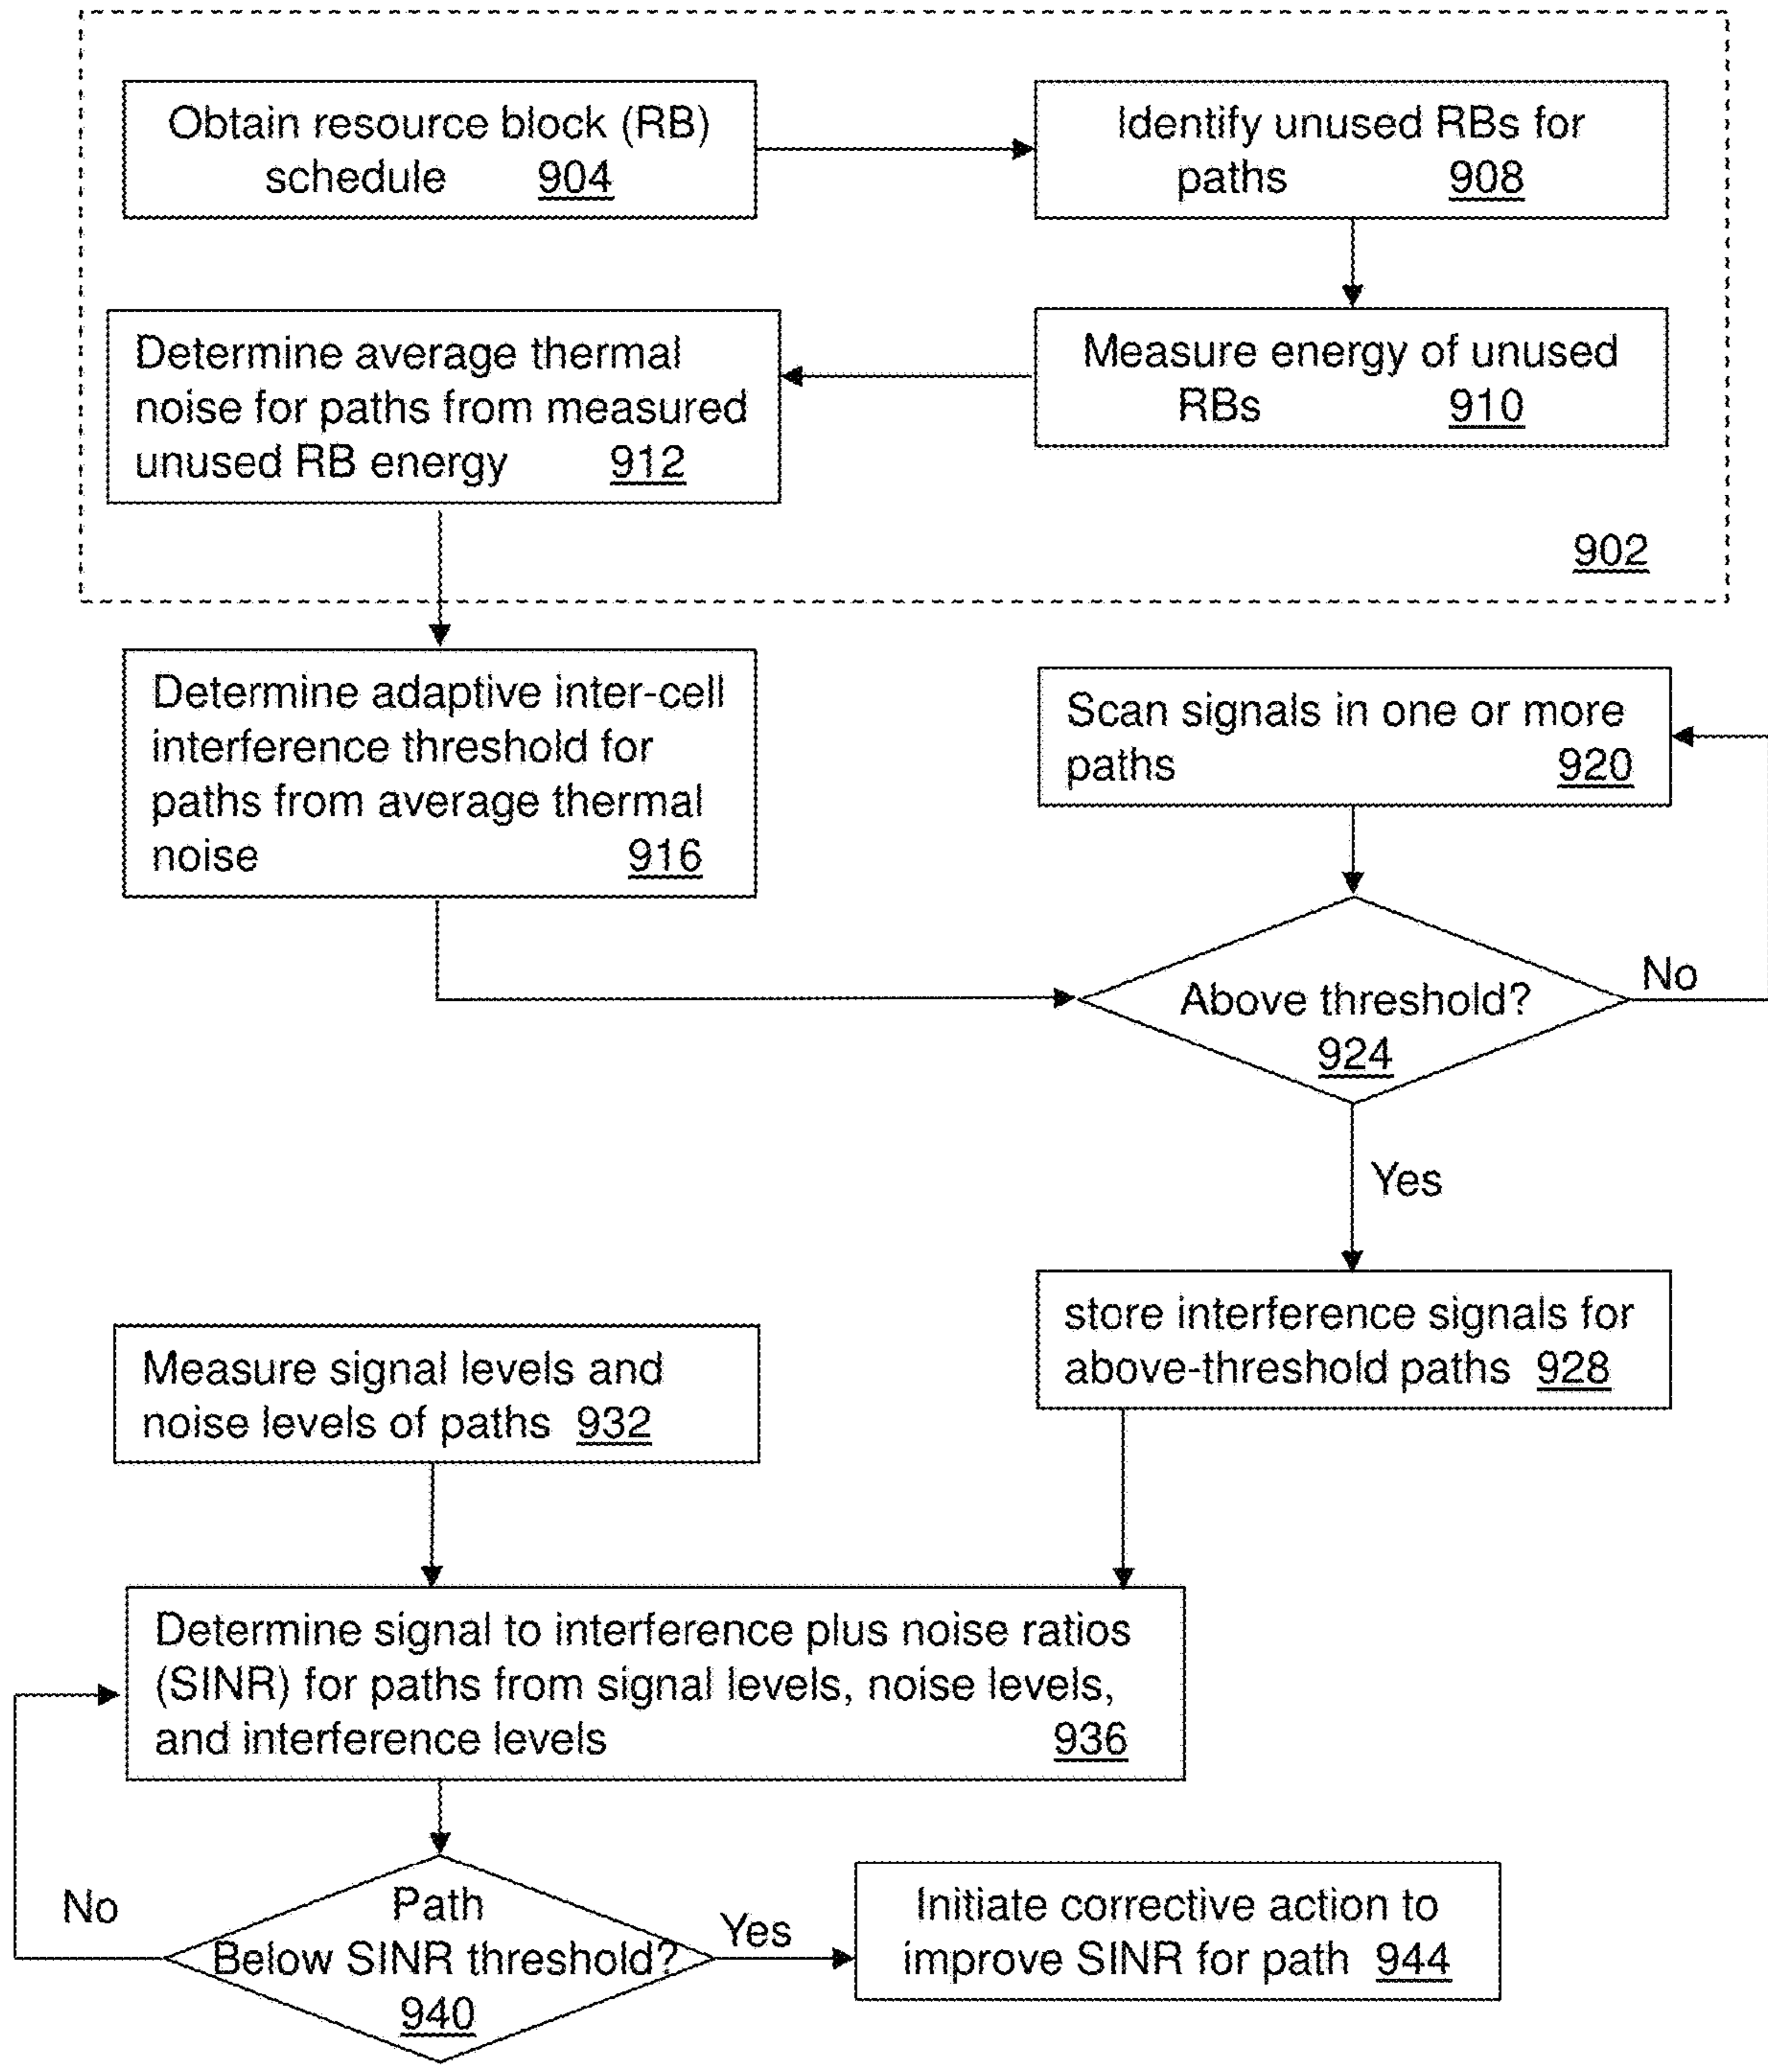 Obtain resource block (RB)
schedule 904
Identify unused RBs for
paths 908
Determine average thermal
noise for paths from measured
unused RB energy 912
Measure energy of unused
RBs 910
902
Determine adaptive inter-cell
interference threshold for
paths from average thermal
noise 916
Scan signals in one or more
paths 920
Above threshold?
924
No
Yes
store interference signals for
above-threshold paths 928
Measure signal levels and
noise levels of paths 932
Determine signal to interference plus noise ratios
(SINR) for paths from signal levels, noise levels,
and interference levels 936
No
Path
Below SINR threshold?
940
Yes
Initiate corrective action to
improve SINR for path 944